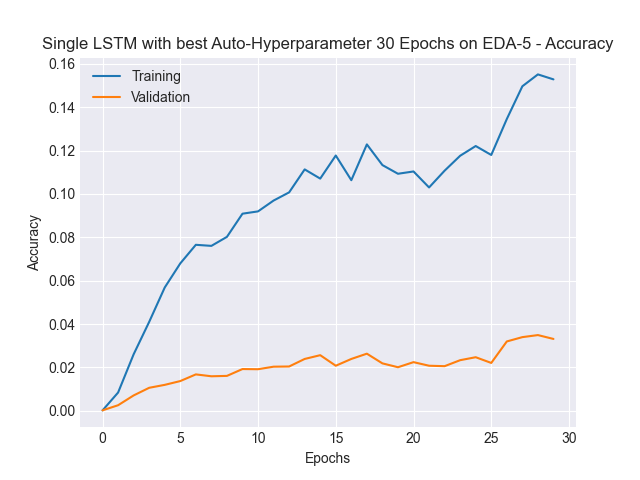 Single LSTM with best Auto-Hyperparameter 30 Epochs on EDA-5 - Accuracy
Training
Validation
0.16
0.14
0.12
0.10
0.08
0.06
0.04
0.02
0.00
Accuracy
0 5 10 15 20 25 30
Epochs